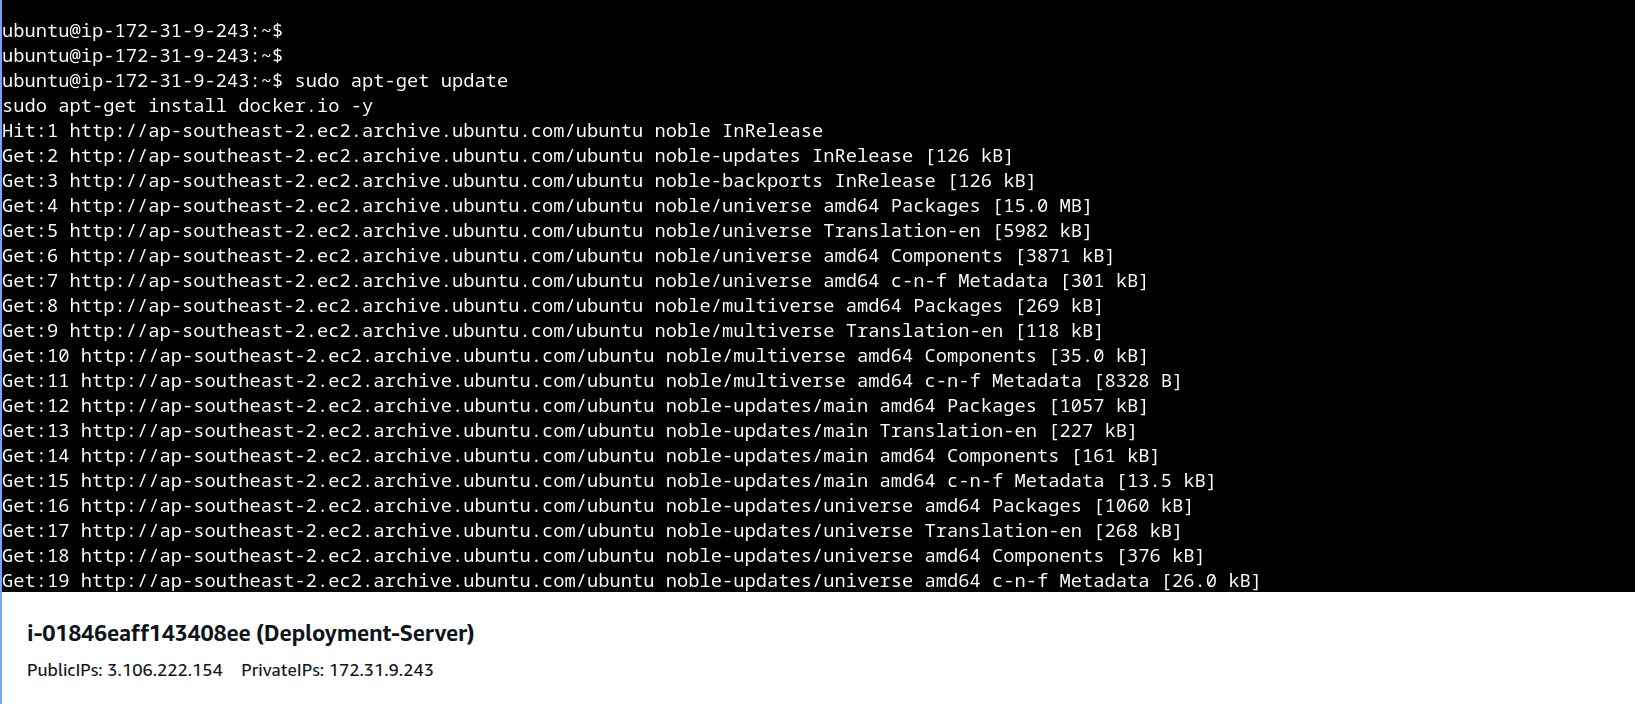 ubuntu@ip-172-31-9-243:~$
ubuntu@ip-172-31-9-243:~$
ubuntu@ip-172-31-9-243:~$ sudo apt-get update
sudo apt-get install docker.io -y
Hit:1 http://ap-southeast-2.ec2.archive.ubuntu.com/ubuntu noble InRelease
Get:2 http://ap-southeast-2.ec2.archive.ubuntu.com/ubuntu noble-updates InRelease [126 kB]
Get:3 http://ap-southeast-2.ec2.archive.ubuntu.com/ubuntu noble-backports InRelease [126 kB]
Get:4 http://ap-southeast-2.ec2.archive.ubuntu.com/ubuntu noble/universe amd64 Packages [15.0 MB]
Get:5 http://ap-southeast-2.ec2.archive.ubuntu.com/ubuntu noble/universe Translation-en [5982 kB]
Get:6 http://ap-southeast-2.ec2.archive.ubuntu.com/ubuntu noble/universe amd64 Components [3871 kB]
Get:7 http://ap-southeast-2.ec2.archive.ubuntu.com/ubuntu noble/universe amd64 c-n-f Metadata [301 kB]
Get:8 http://ap-southeast-2.ec2.archive.ubuntu.com/ubuntu noble/multiverse amd64 Packages [269 kB]
Get:9 http://ap-southeast-2.ec2.archive.ubuntu.com/ubuntu noble/multiverse Translation-en [118 kB]
Get:10 http://ap-southeast-2.ec2.archive.ubuntu.com/ubuntu noble/multiverse amd64 Components [35.0 kB]
Get:11 http://ap-southeast-2.ec2.archive.ubuntu.com/ubuntu noble/multiverse amd64 c-n-f Metadata [8328 B]
Get:12 http://ap-southeast-2.ec2.archive.ubuntu.com/ubuntu noble-updates/main amd64 Packages [1057 kB]
Get:13 http://ap-southeast-2.ec2.archive.ubuntu.com/ubuntu noble-updates/main Translation-en [227 kB]
Get:14 http://ap-southeast-2.ec2.archive.ubuntu.com/ubuntu noble-updates/main amd64 Components [161 kB]
Get:15 http://ap-southeast-2.ec2.archive.ubuntu.com/ubuntu noble-updates/main amd64 c-n-f Metadata [13.5 kB]
Get:16 http://ap-southeast-2.ec2.archive.ubuntu.com/ubuntu noble-updates/universe amd64 Packages [1060 kB]
Get:17 http://ap-southeast-2.ec2.archive.ubuntu.com/ubuntu noble-updates/universe Translation-en [268 kB]
Get:18 http://ap-southeast-2.ec2.archive.ubuntu.com/ubuntu noble-updates/universe amd64 Components [376 kB]
Get:19 http://ap-southeast-2.ec2.archive.ubuntu.com/ubuntu noble-updates/universe amd64 c-n-f Metadata [26.0 kB]
i-01846eaff143408ee (Deployment-Server)
PublicIPs: 3.106.222.154 PrivateIPs: 172.31.9.243